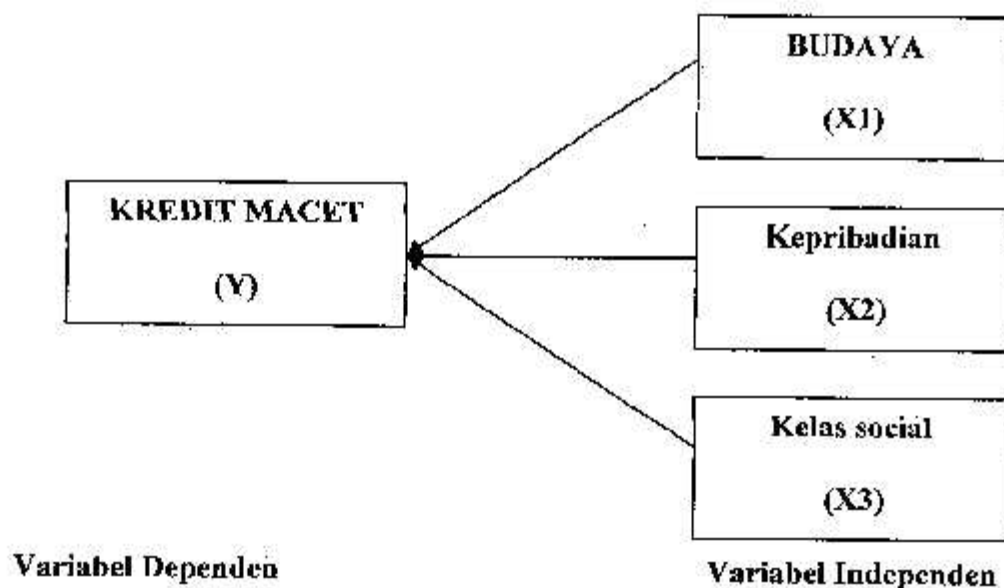 BUDAYA
(X1)
KREDIT MACET
(Y)
Kepribadian
(X2)
Kelas social
(X3)
Variabel Dependen
Variabel Independen